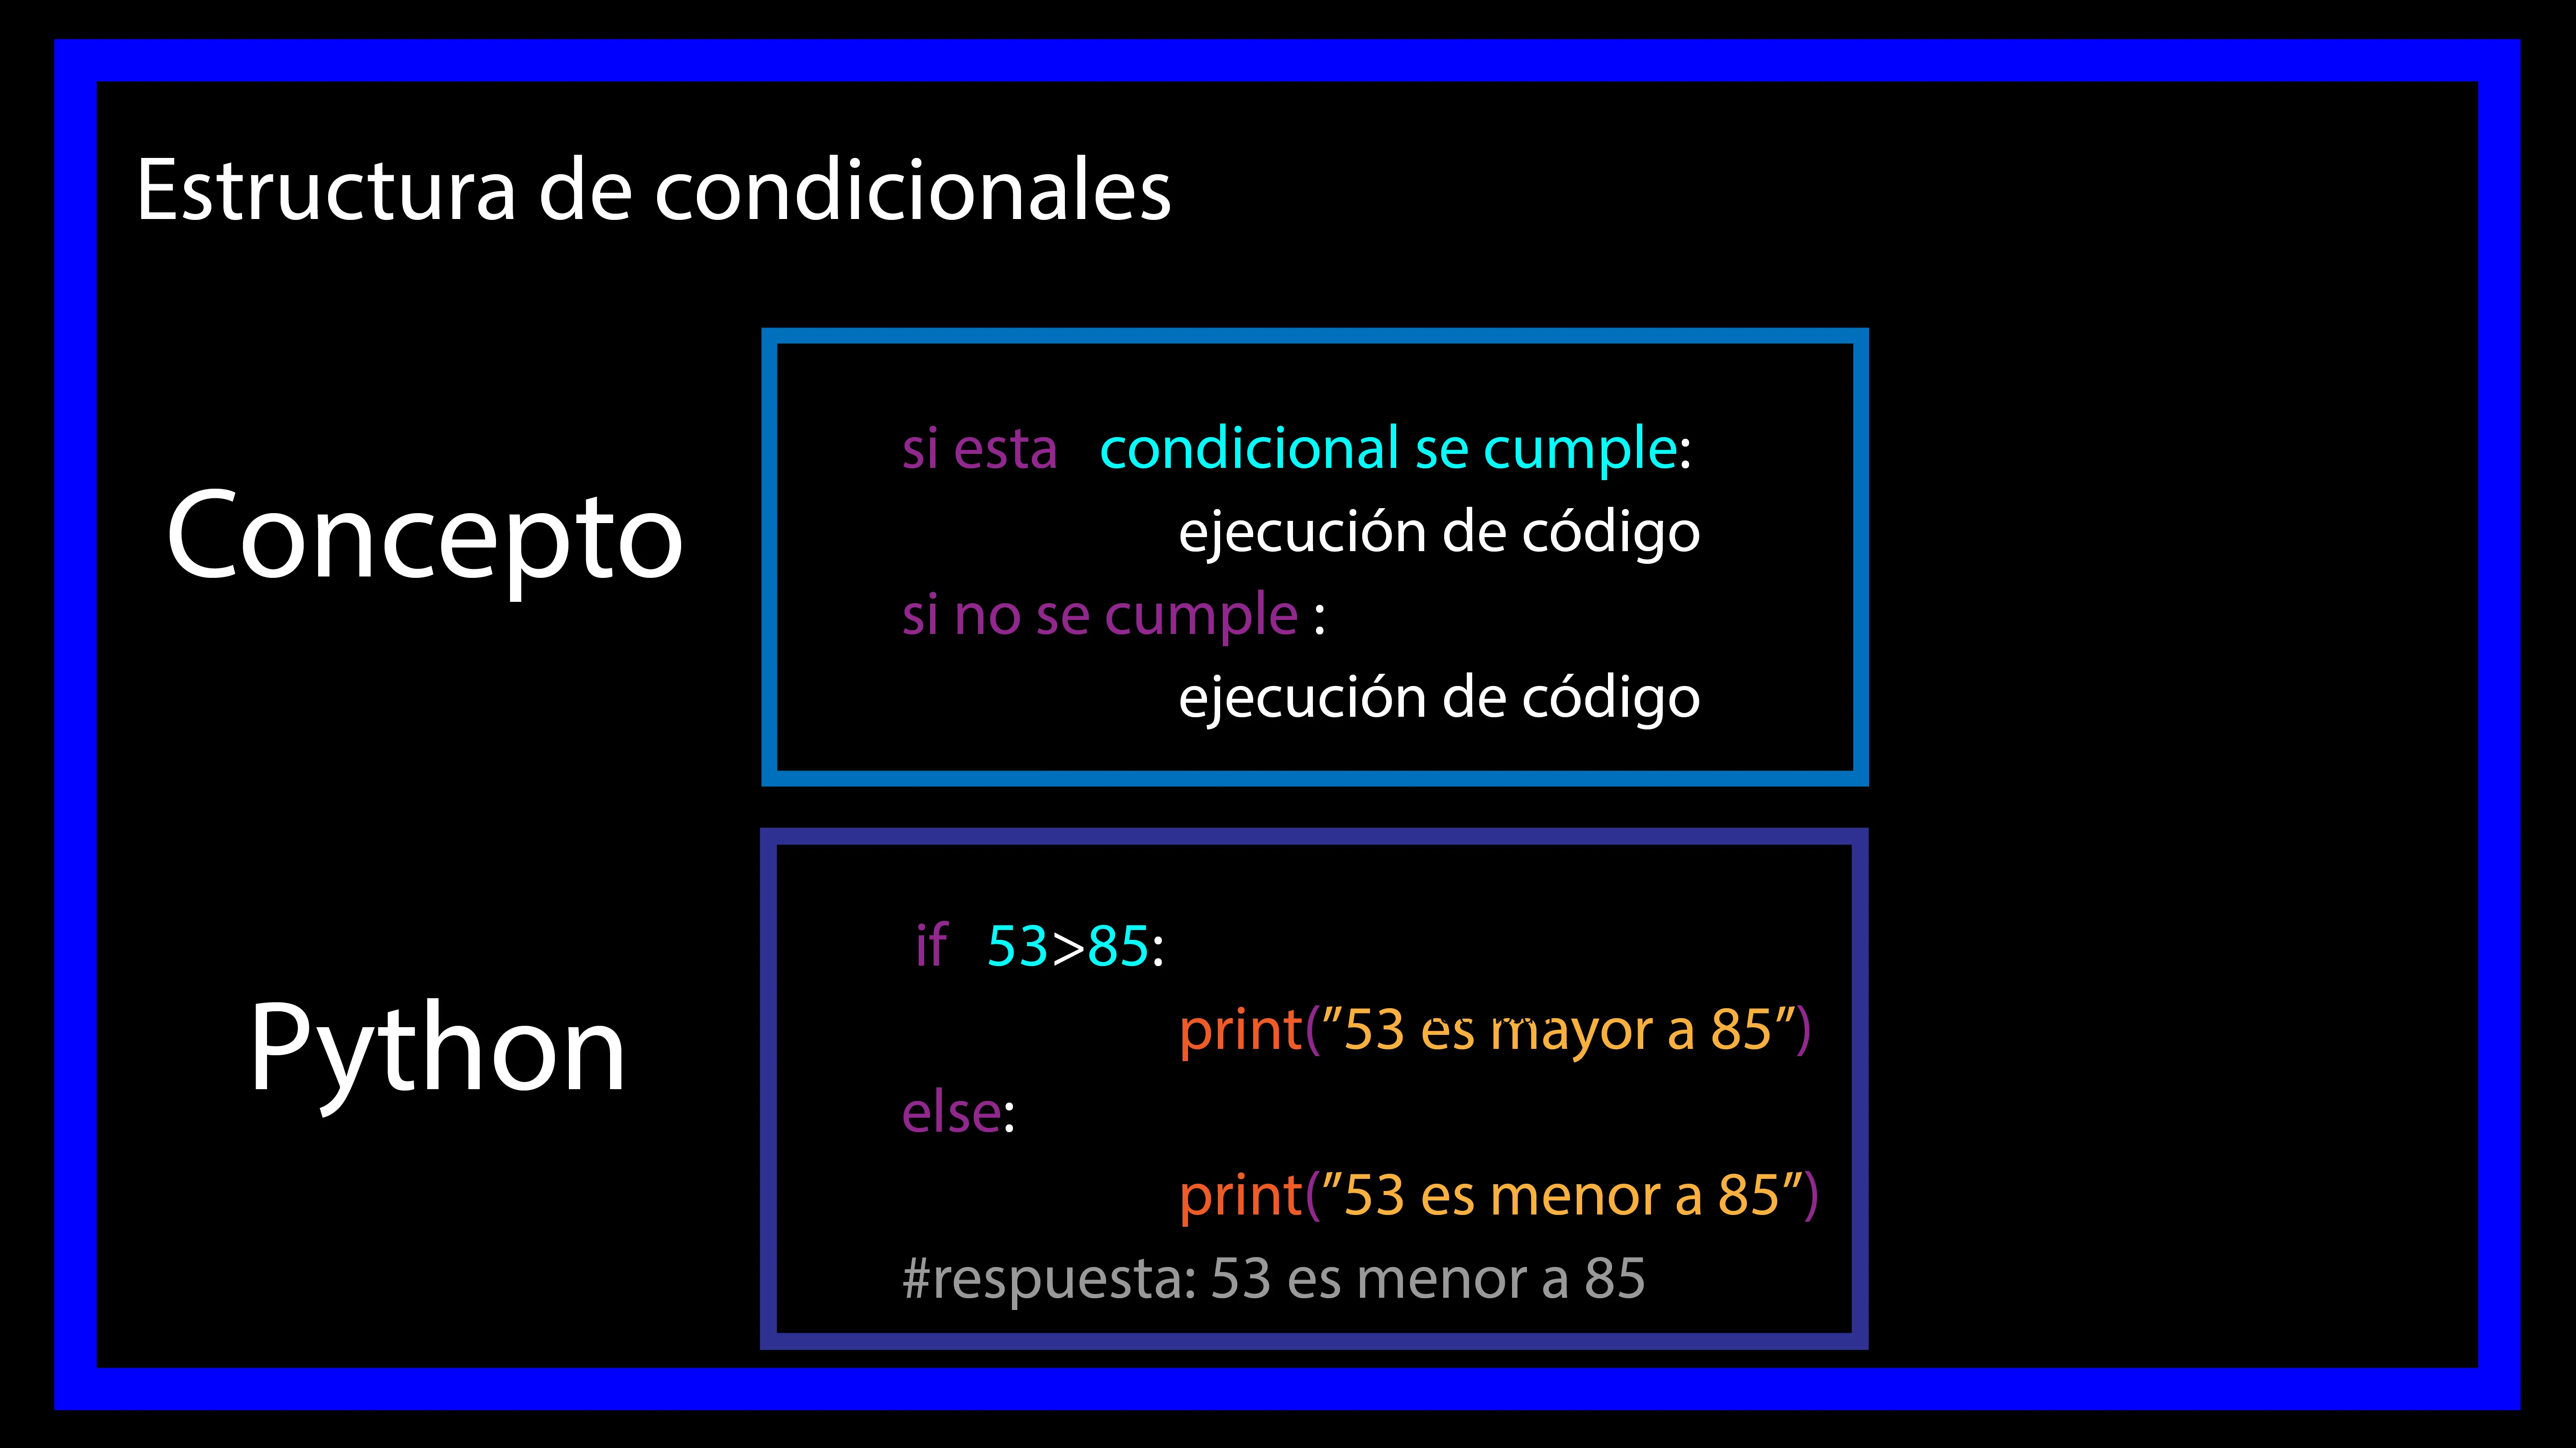 Estructura de condicionales
Concepto
si esta condicional se cumple:
ejecución de código
si no se cumple :
ejecución de código
Python
if 53>85:
print(”53 es mayor a 85”)
else:
print(”53 es menor a 85”)
#respuesta: 53 es menor a 85